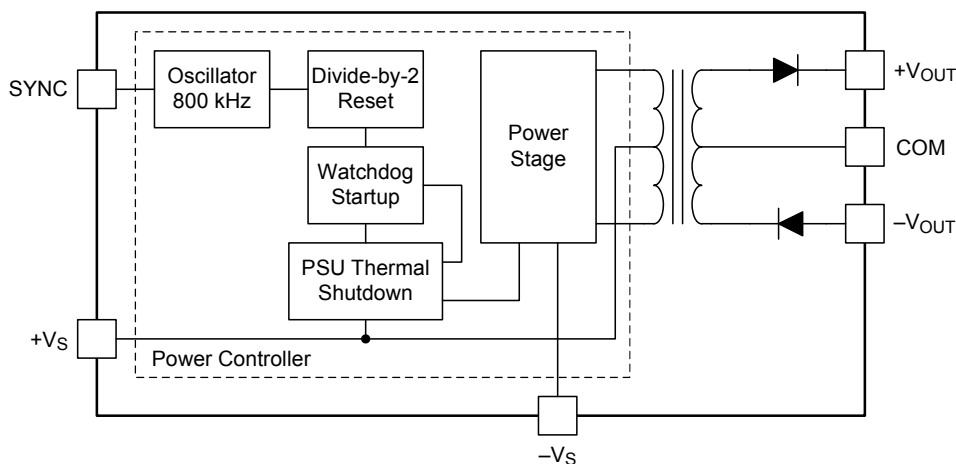 SYNC
Oscillator
800 kHz
Divide-by-2
Reset
Watchdog
Startup
PSU Thermal
Shutdown
Power
Stage
+VOUT
COM
–VOUT
+VS
Power Controller
–VS